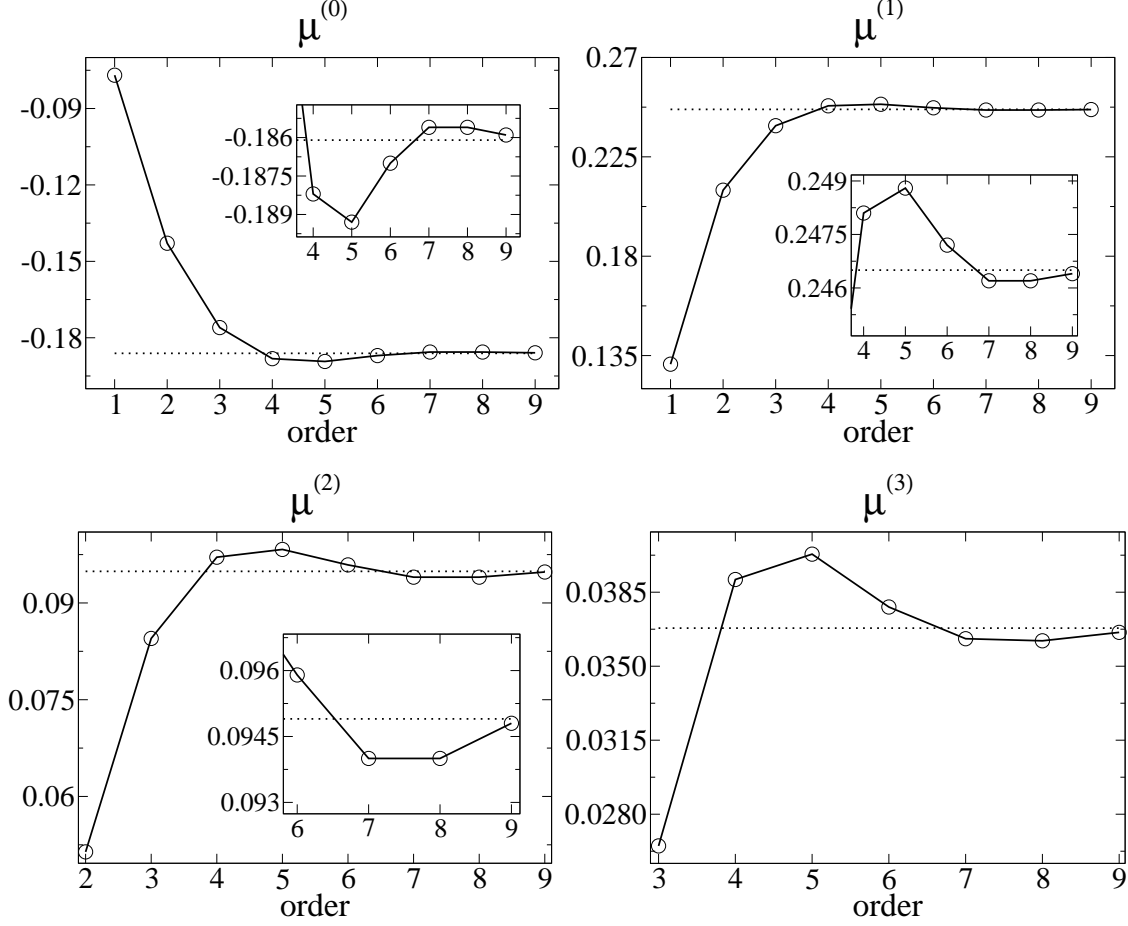 μ(0)
-0.09
-0.12
-0.15
-0.18
1 2 3 4 5 6 7 8 9
order
-0.186
-0.1875
-0.189
4 5 6 7 8 9
μ(1)
0.27
0.225
0.18
0.135
1 2 3 4 5 6 7 8 9
order
0.249
0.2475
0.246
4 5 6 7 8 9
μ(2)
0.09
0.075
0.06
2 3 4 5 6 7 8 9
order
0.096
0.0945
0.093
6 7 8 9
μ(3)
0.0385
0.0350
0.0315
0.0280
3 4 5 6 7 8 9
order